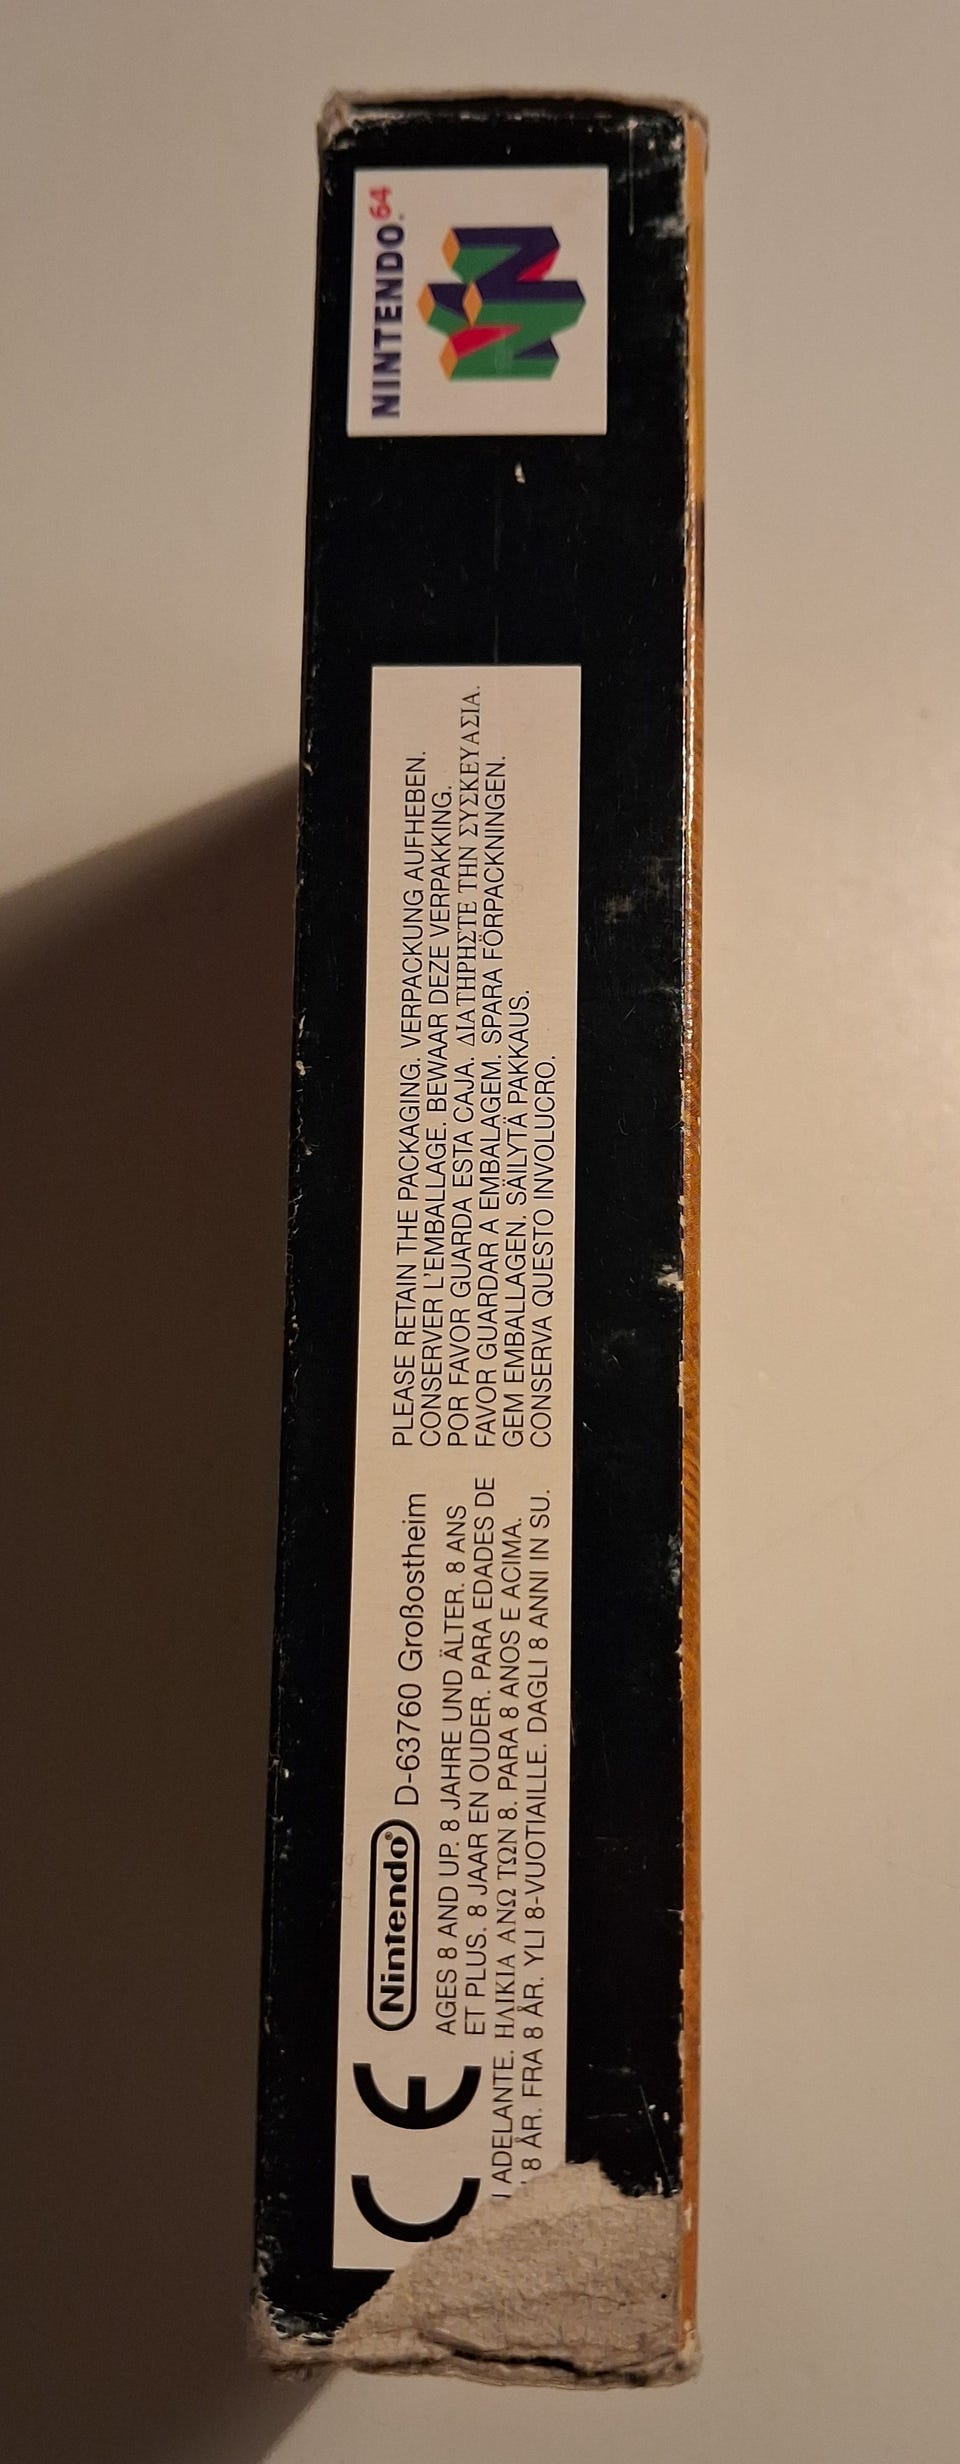 CE
Nintendo® D-63760 Großostheim
AGES 8 AND UP. 8 JAHRE UND ÄLTER. 8 ANS
ET PLUS. 8 JAAR EN OUDER. PARA EDADES DE
ADELANTE. ΗΛΙΚΙΑ ΑΝΩ ΤΩΝ 8. PARA 8 ANOS E ACIMA.
8 ÅR. FRA 8 ÅR. YLI 8-VUOTIAILLE. DAGLI 8 ANNI IN SU.
PLEASE RETAIN THE PACKAGING. VERPACKUNG AUFHEBEN.
CONSERVER L'EMBALLAGE. BEWAAR DEZE VERPAKKING.
POR FAVOR GUARDA ESTA CAJA. ΔΙΑΤΗΡΗΣΤΕ ΤΗΝ ΣΥΣΚΕΥΑΣΙΑ.
FAVOR GUARDAR A EMBALAGEM. SPARA FÖRPACKNINGEN.
GEM EMBALLAGEN. SÄILYTÄ PAKKAUS.
CONSERVA QUESTO INVOLUCRO.
NINTENDO64